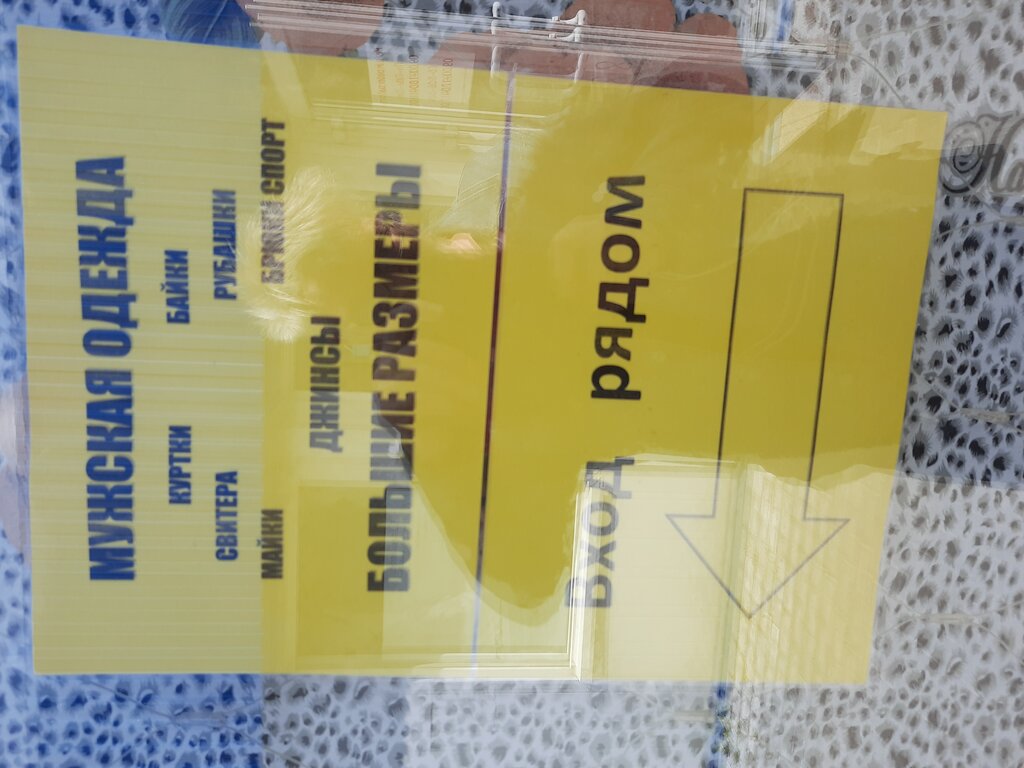 МУЖСКАЯ ОДЕЖДА
КУРТКИ БАЙКИ
СВИТЕРА РУБАШКИ
МАЙКИ БРЮКИ СПОРТ
ДЖИНСЫ
БОЛЬШИЕ РАЗМЕРЫ
Вход рядом